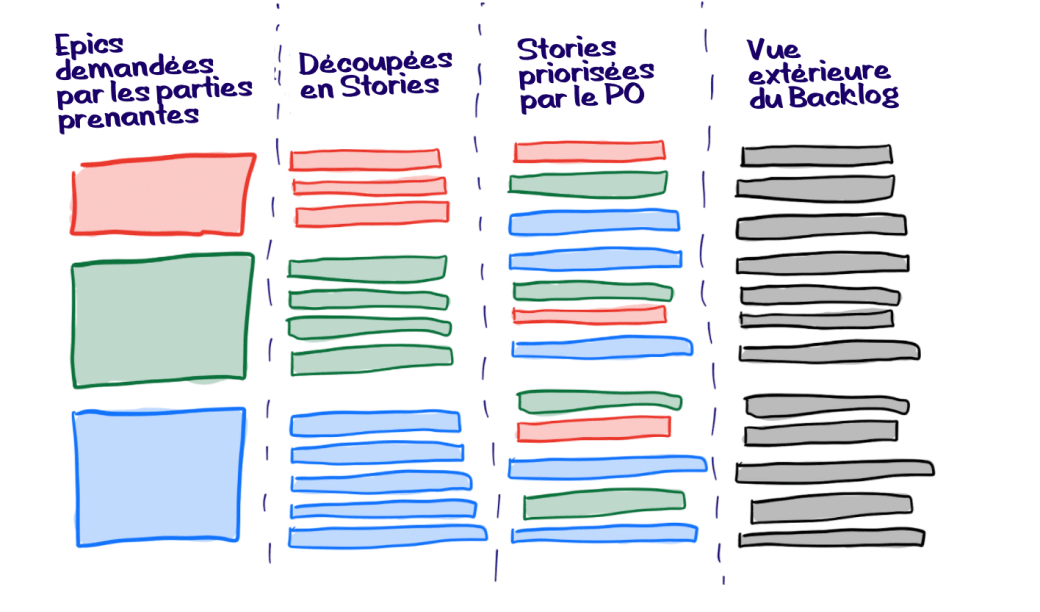 Epics
demandées
par les parties
prenantes
Découpées
en Stories
Stories
priorisées
par le PO
Vue
extérieure
du Backlog